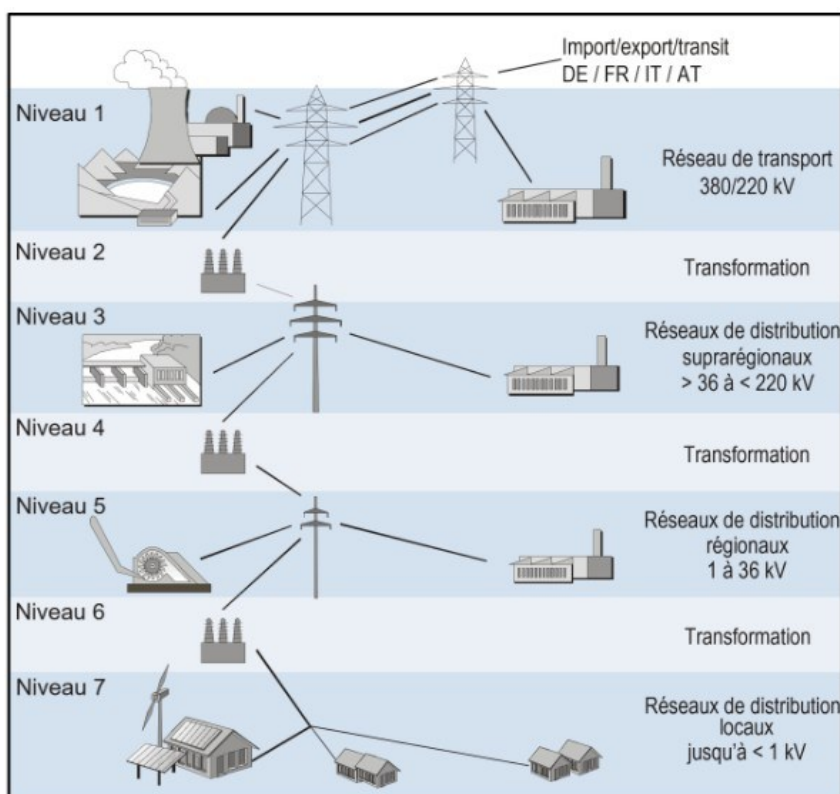 Import/export/transit
DE / FR / IT / AT
Niveau 1
Réseau de transport
380/220 kV
Niveau 2
Transformation
Niveau 3
Réseaux de distribution
suprarégionaux
> 36 à < 220 kV
Niveau 4
Transformation
Niveau 5
Réseaux de distribution
régionaux
1 à 36 kV
Niveau 6
Transformation
Niveau 7
Réseaux de distribution
locaux
jusqu'à < 1 kV